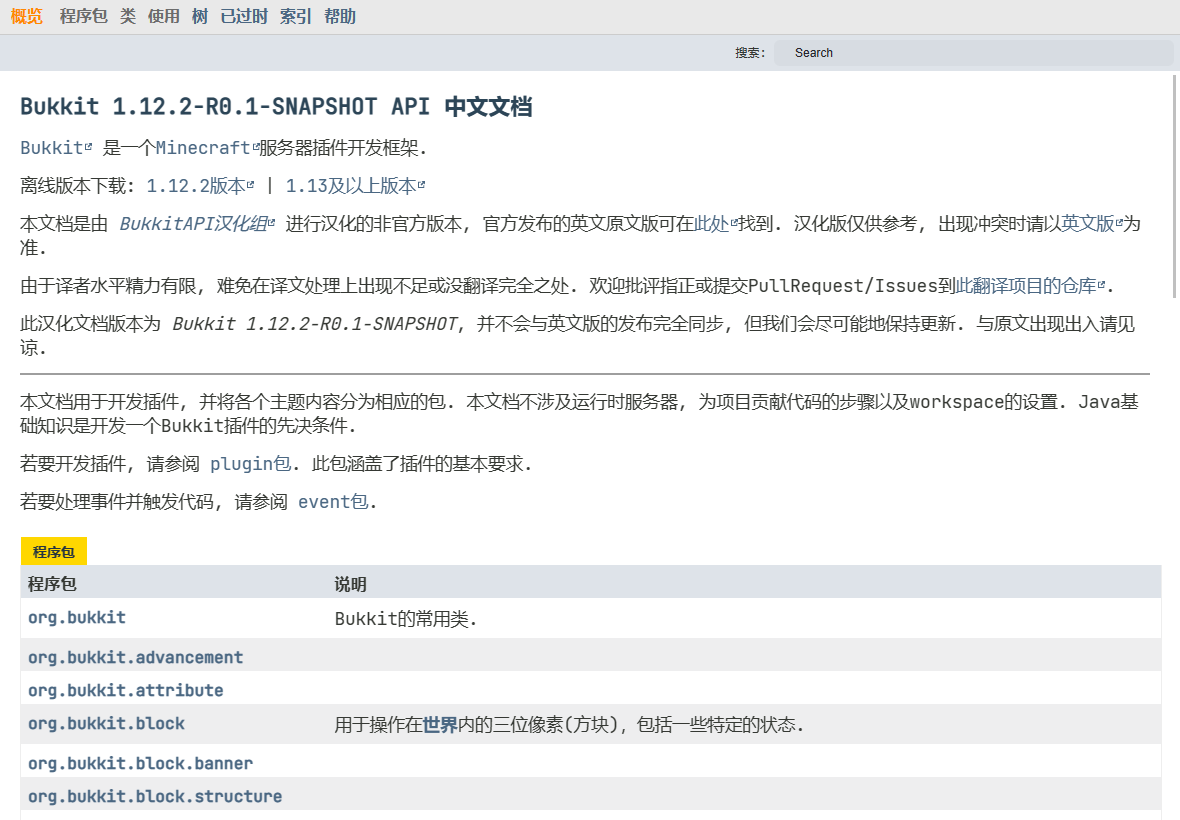 概览 程序包 类 使用 树 已过时 索引 帮助
搜索: Search
Bukkit 1.12.2-R0.1-SNAPSHOT API 中文文档
Bukkit 是一个Minecraft服务器插件开发框架.
离线版本下载: 1.12.2版本 | 1.13及以上版本
本文档是由 BukkitAPI汉化组 进行汉化的非官方版本, 官方发布的英文原文版可在此处找到. 汉化版仅供参考, 出现冲突时请以英文版为
准.
由于译者水平精力有限, 难免在译文处理上出现不足或没翻译完全之处. 欢迎批评指正或提交PullRequest/Issues到此翻译项目的仓库.
此汉化文档版本为 Bukkit 1.12.2-R0.1-SNAPSHOT, 并不会与英文版的发布完全同步, 但我们会尽可能地保持更新. 与原文出现出入请见
谅.
本文档用于开发插件, 并将各个主题内容分为相应的包. 本文档不涉及运行时服务器, 为项目贡献代码的步骤以及workspace的设置. Java基
础知识是开发一个Bukkit插件的先决条件.
若要开发插件, 请参阅 plugin包. 此包涵盖了插件的基本要求.
若要处理事件并触发代码, 请参阅 event包.
程序包
程序包 说明
org.bukkit Bukkit的常用类.
org.bukkit.advancement
org.bukkit.attribute
org.bukkit.block 用于操作在世界内的三位像素(方块), 包括一些特定的状态.
org.bukkit.block.banner
org.bukkit.block.structure